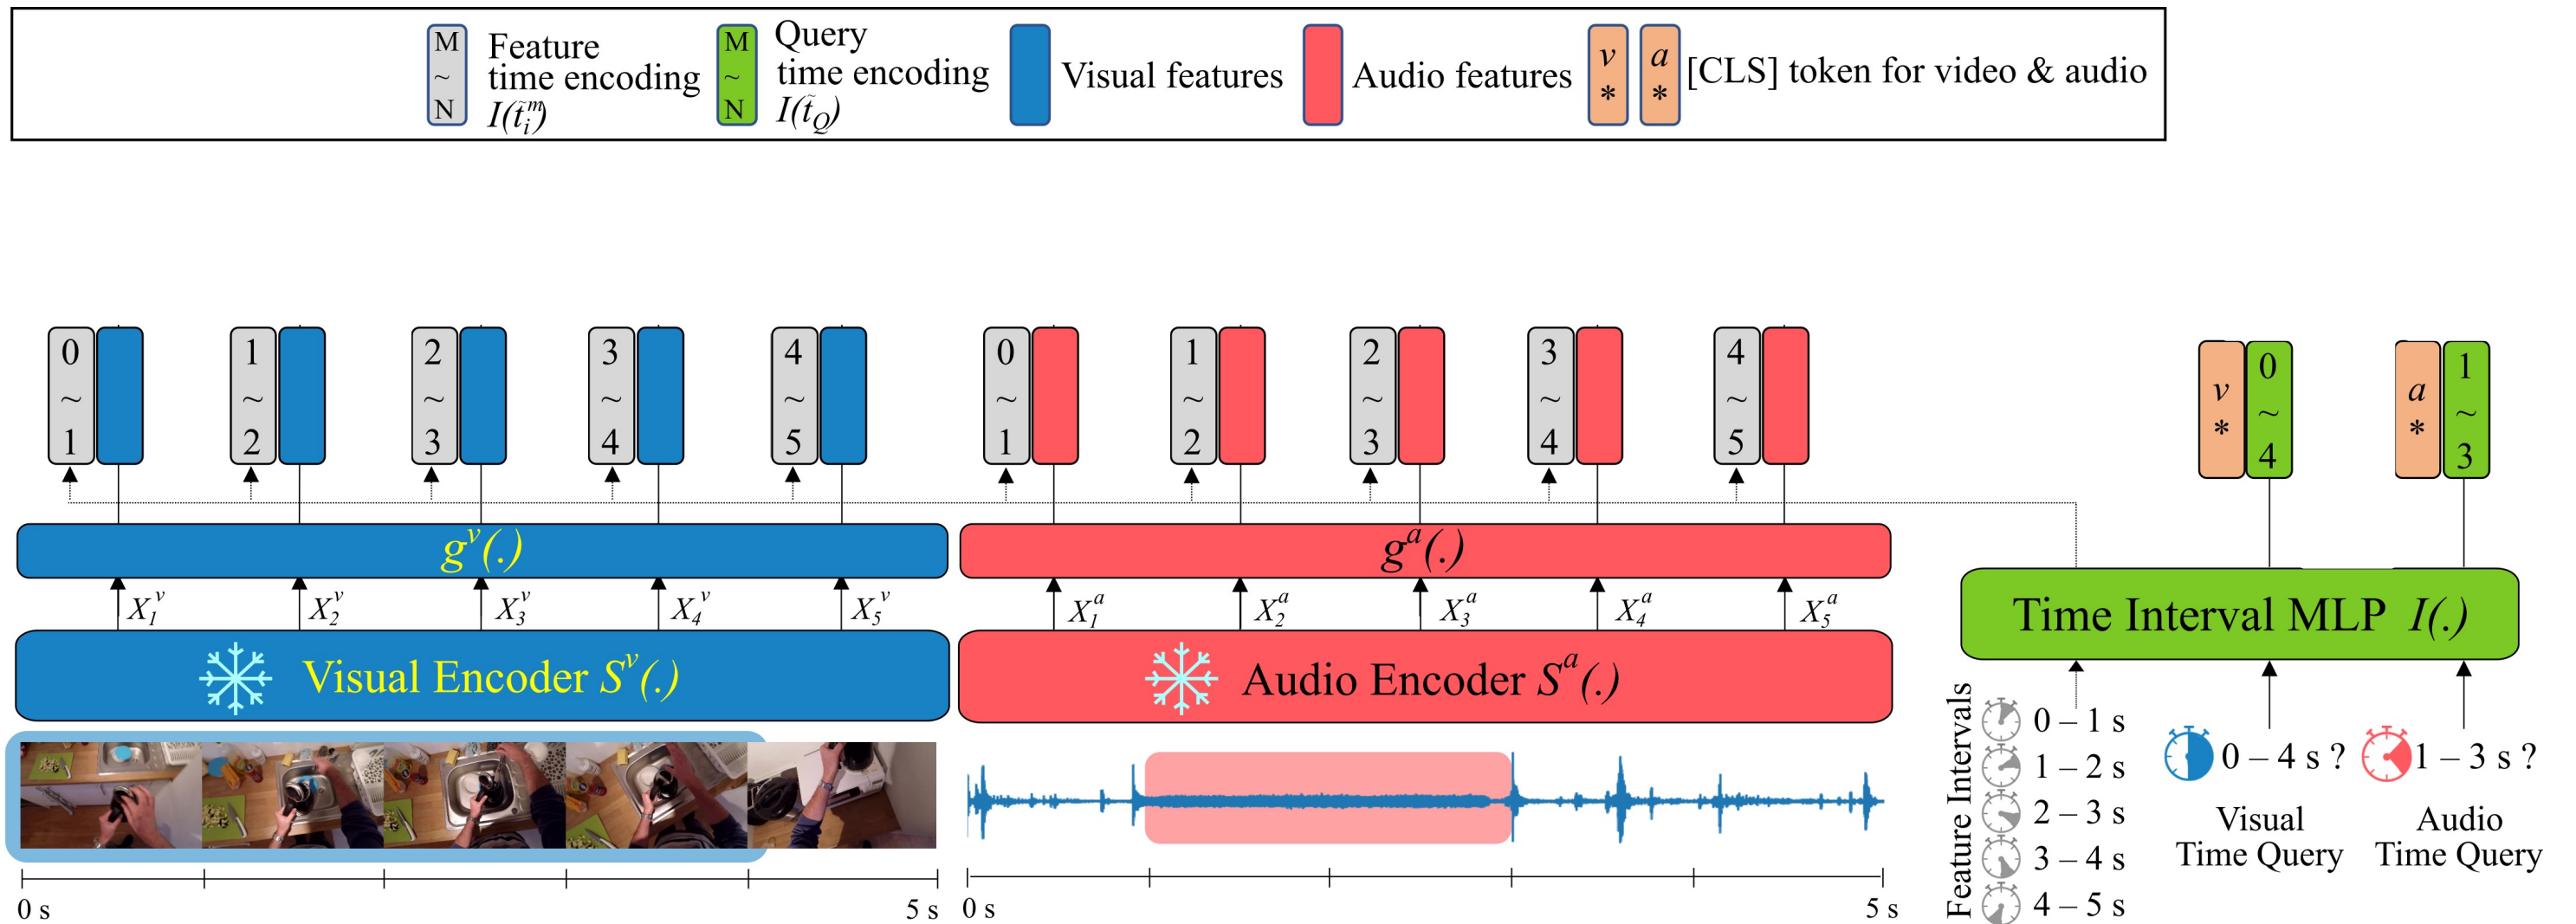 M
~
N
Feature
time encoding
I(t̃ᵢᵐ)
M
~
N
Query
time encoding
I(t̃_Q)
Visual features
Audio features
v
*
a
*
[CLS] token for video & audio
0
~
1
1
~
2
2
~
3
3
~
4
4
~
5
0
~
1
1
~
2
2
~
3
3
~
4
4
~
5
v
*
0
~
4
a
*
1
~
3
gᵛ(.)
gᵃ(.)
X₁ᵛ
X₂ᵛ
X₃ᵛ
X₄ᵛ
X₅ᵛ
X₁ᵃ
X₂ᵃ
X₃ᵃ
X₄ᵃ
X₅ᵃ
Visual Encoder Sᵛ(.)
Audio Encoder Sᵃ(.)
Time Interval MLP I(.)
Feature Intervals
0 – 1 s
1 – 2 s
2 – 3 s
3 – 4 s
4 – 5 s
0 – 4 s ?
Visual
Time Query
1 – 3 s ?
Audio
Time Query
0 s
5 s
0 s
5 s